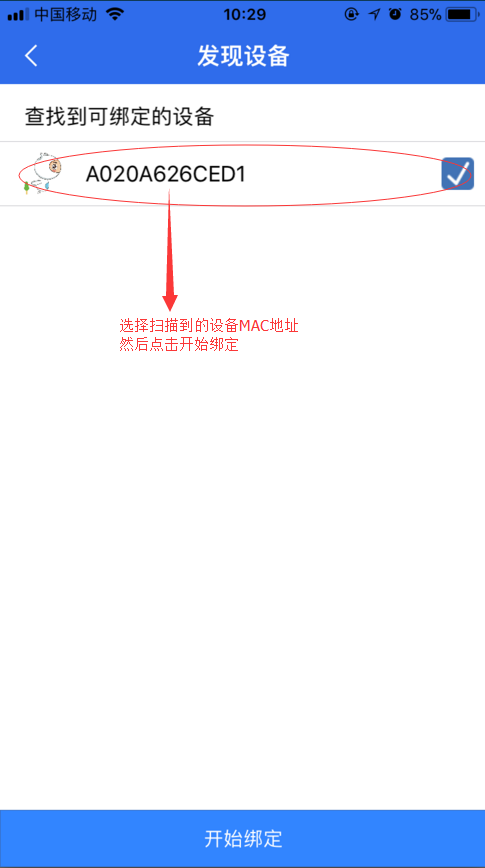 中国移动 10:29 85%
发现设备
查找到可绑定的设备
A020A626CED1
选择扫描到的设备MAC地址
然后点击开始绑定
开始绑定